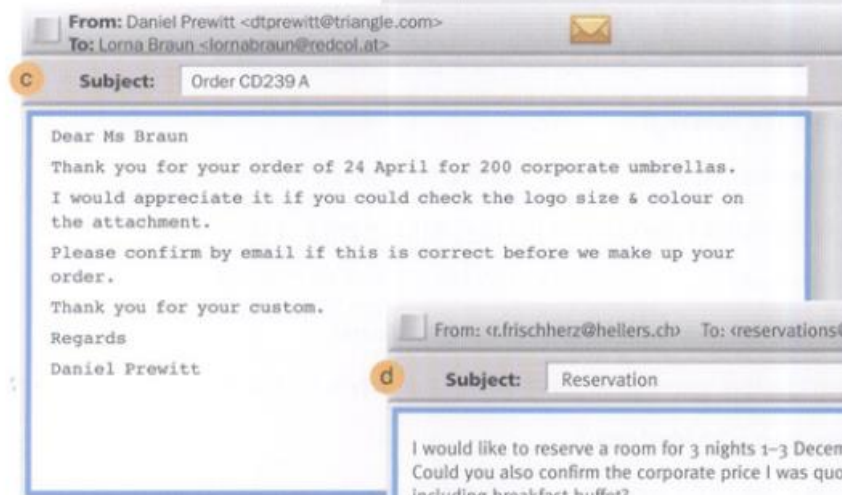 From: Daniel Prewitt <dtprewitt@triangle.com>
To: Lorna Braun <lornabraun@redcol.at>
c
Subject: Order CD239 A
Dear Ms Braun
Thank you for your order of 24 April for 200 corporate umbrellas.
I would appreciate it if you could check the logo size & colour on
the attachment.
Please confirm by email if this is correct before we make up your
order.
Thank you for your custom.
Regards
Daniel Prewitt
From: <r.frischherz@hellers.ch> To: <reservations@
d
Subject: Reservation
I would like to reserve a room for 3 nights 1–3 Decem
Could you also confirm the corporate price I was quo
including breakfast buffet?